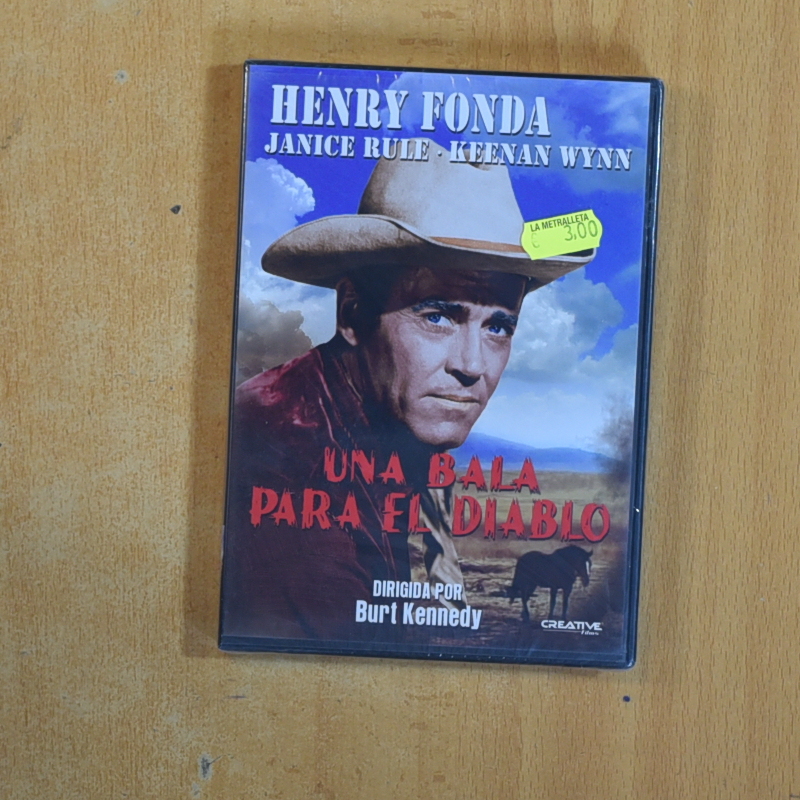 HENRY FONDA
JANICE RULE · KEENAN WYNN
LA METRALLETA
€ 3,00
UNA BALA
PARA EL DIABLO
DIRIGIDA POR
Burt Kennedy
CREATIVE
films